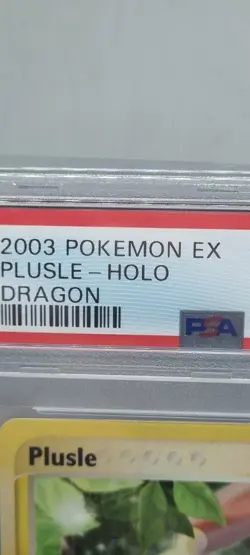 2003 POKEMON EX
PLUSLE - HOLO
DRAGON
PSA
Plusle